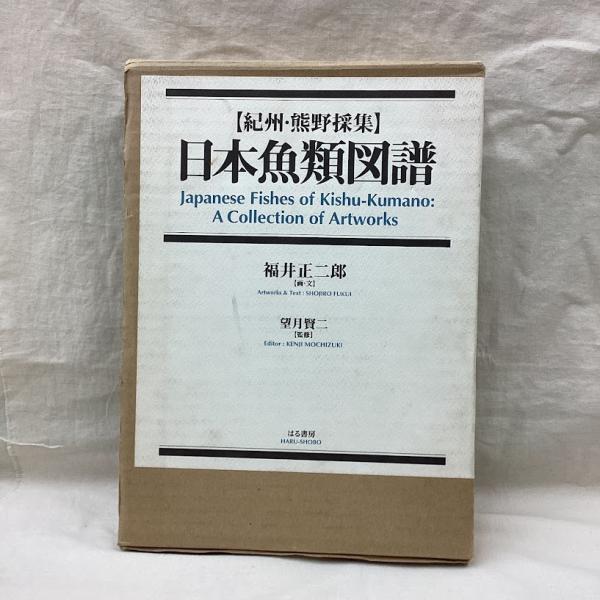 【紀州・熊野採集】
日本魚類図譜
Japanese Fishes of Kishu-Kumano:
A Collection of Artworks
福井正二郎
【画・文】
Artworks & Text : SHOJIRO FUKUI
望月賢二
【監修】
Editor : KENJI MOCHIZUKI
はる書房
HARU-SHOBO